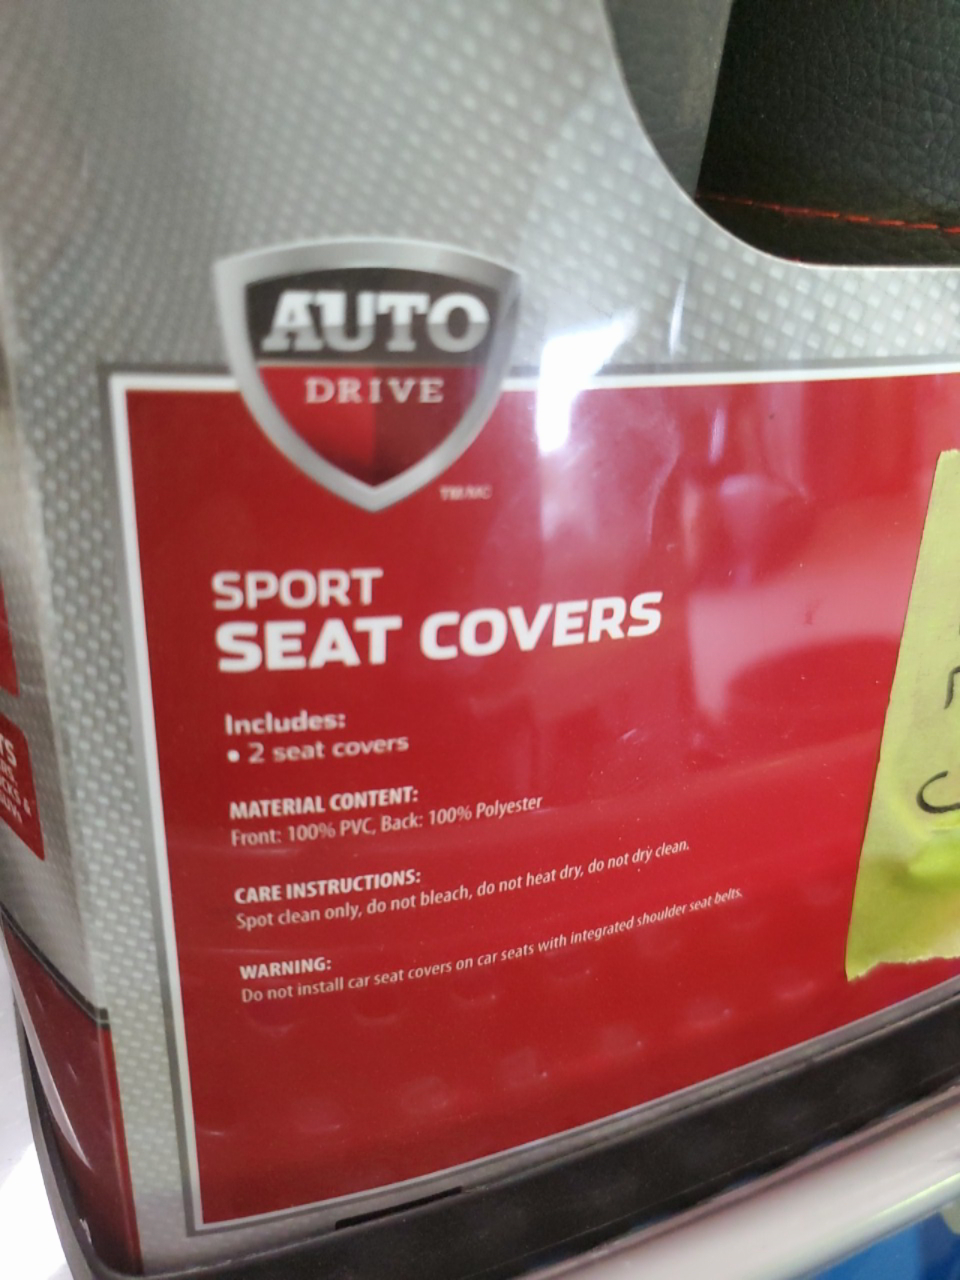 AUTO
DRIVE
SPORT
SEAT COVERS
Includes:
• 2 seat covers
MATERIAL CONTENT:
Front: 100% PVC, Back: 100% Polyester
CARE INSTRUCTIONS:
Spot clean only, do not bleach, do not heat dry, do not dry clean.
WARNING:
Do not install car seat covers on car seats with integrated shoulder seat belts.